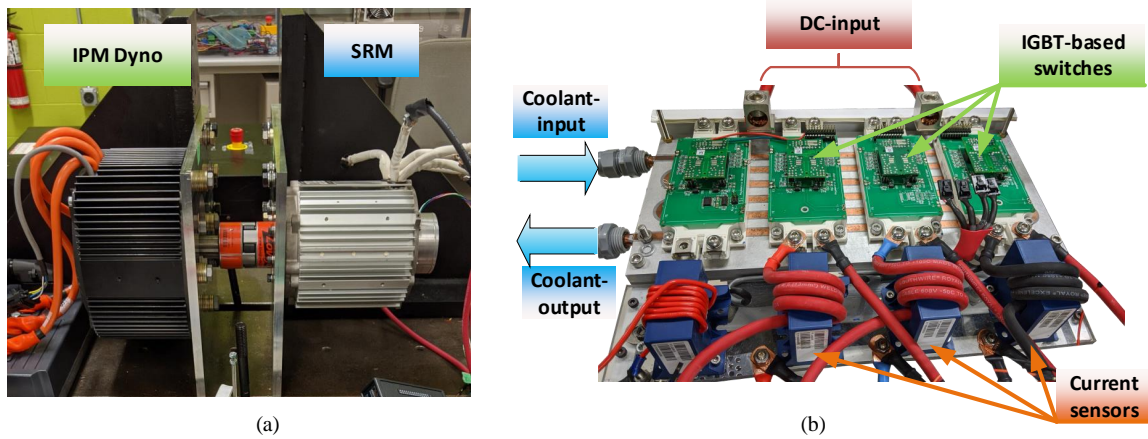 IPM Dyno
SRM
DC-input
IGBT-based
switches
Coolant-
input
Coolant-
output
Current
sensors
(a)
(b)